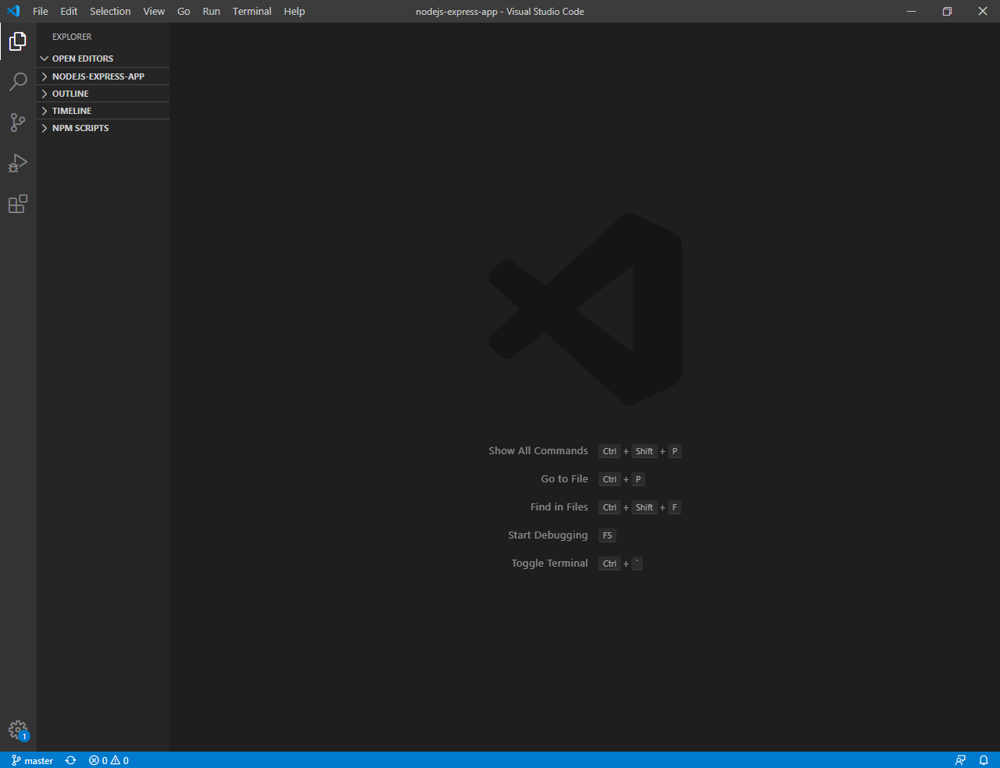 File Edit Selection View Go Run Terminal Help nodejs-express-app - Visual Studio Code
EXPLORER
OPEN EDITORS
NODEJS-EXPRESS-APP
OUTLINE
TIMELINE
NPM SCRIPTS
Show All Commands Ctrl + Shift + P
Go to File Ctrl + P
Find in Files Ctrl + Shift + F
Start Debugging F5
Toggle Terminal Ctrl + `
1
master 0 0